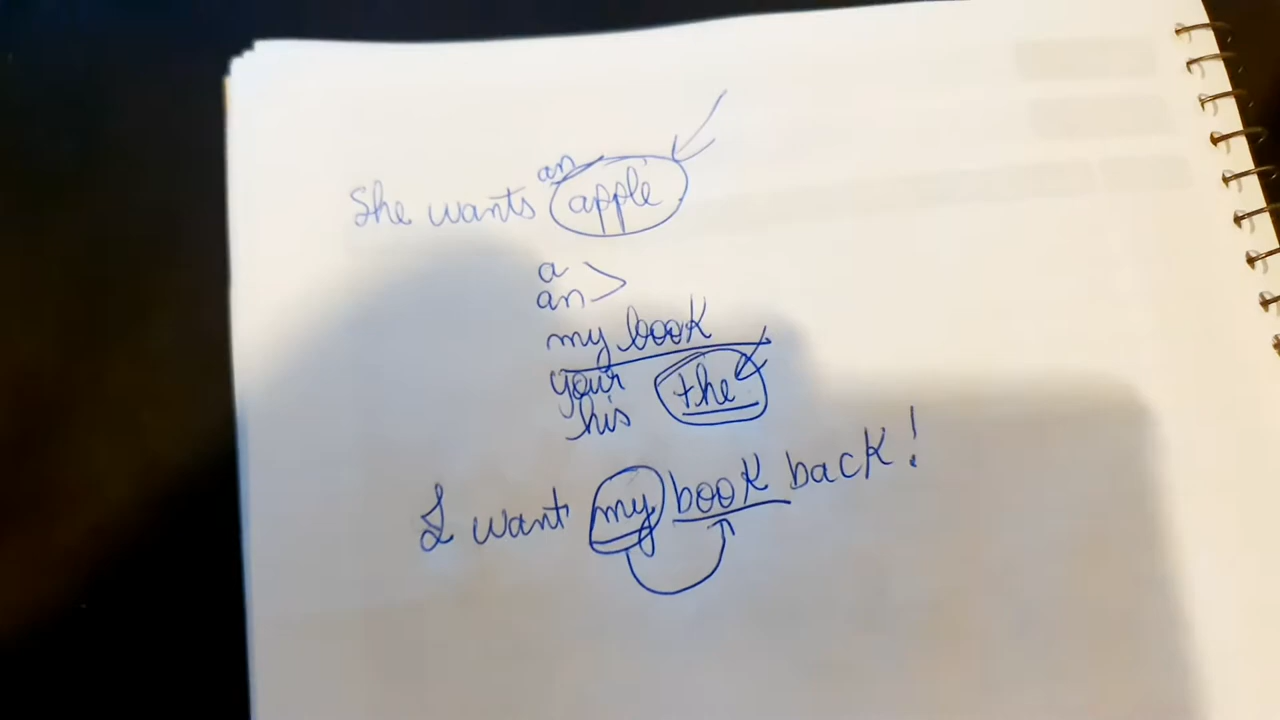 an
She wants apple
a
an
my book
your
his the
I want my book back!